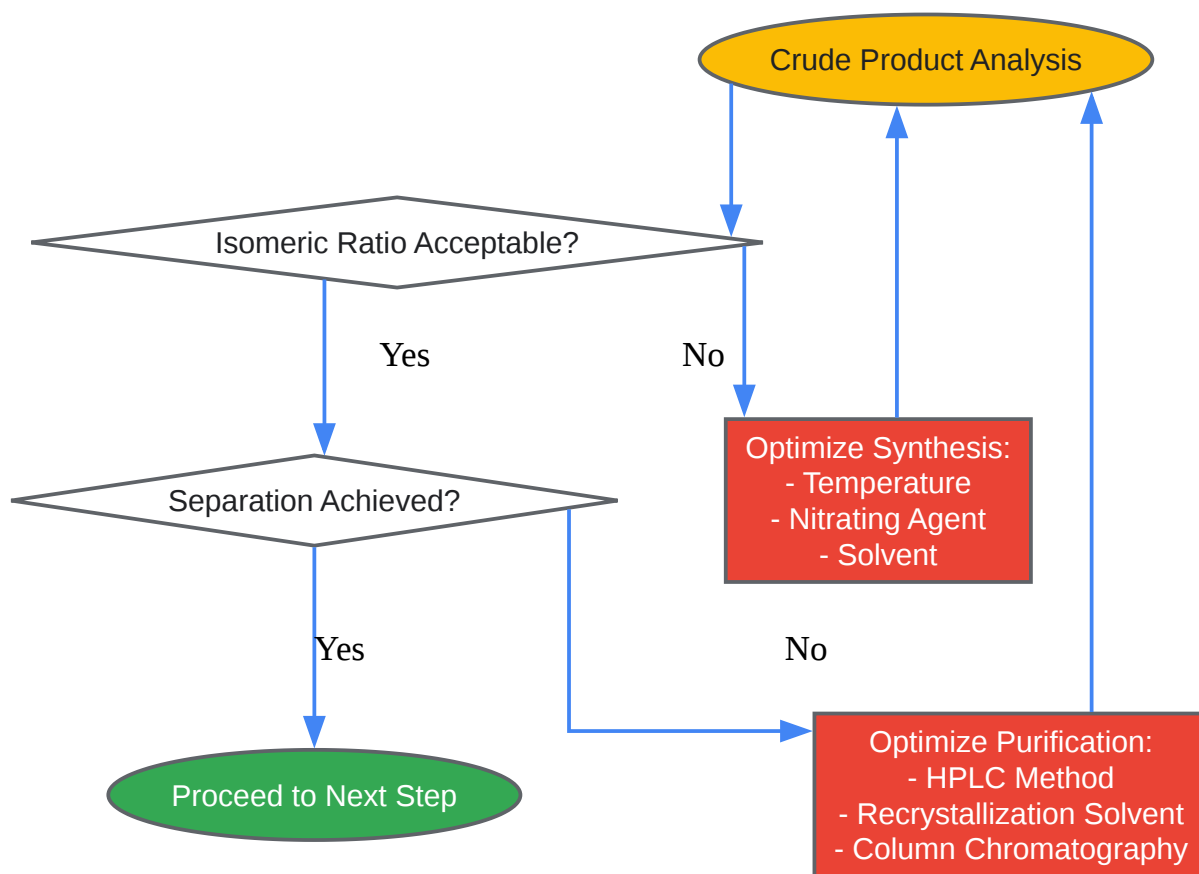 Crude Product Analysis
Isomeric Ratio Acceptable?
Yes
No
Optimize Synthesis:
- Temperature
- Nitrating Agent
- Solvent
Separation Achieved?
Yes
No
Proceed to Next Step
Optimize Purification:
- HPLC Method
- Recrystallization Solvent
- Column Chromatography